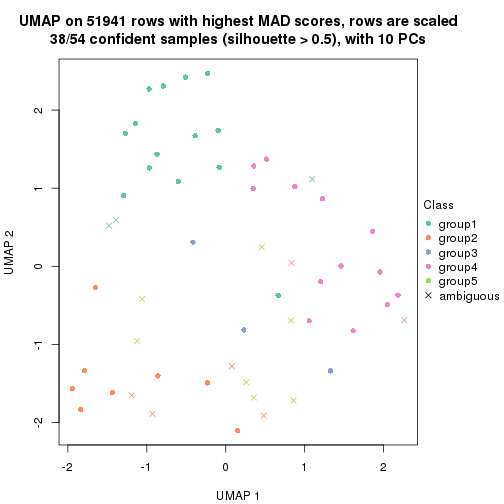 UMAP on 51941 rows with highest MAD scores, rows are scaled
38/54 confident samples (silhouette > 0.5), with 10 PCs
2
1
0
-1
-2
UMAP 2
-2
-1
0
1
2
UMAP 1
Class
group1
group2
group3
group4
group5
ambiguous